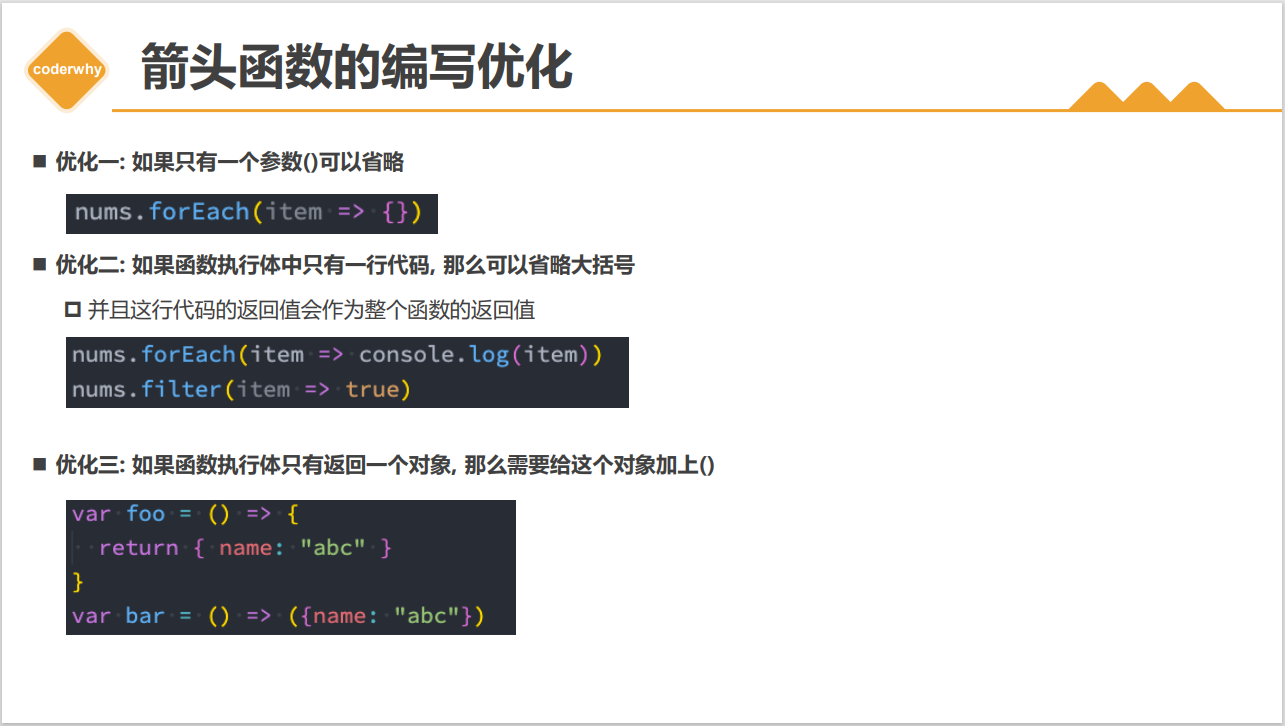 coderwhy
箭头函数的编写优化
优化一: 如果只有一个参数()可以省略
nums.forEach(item => {})
优化二: 如果函数执行体中只有一行代码, 那么可以省略大括号
并且这行代码的返回值会作为整个函数的返回值
nums.forEach(item => console.log(item))
nums.filter(item => true)
优化三: 如果函数执行体只有返回一个对象, 那么需要给这个对象加上()
var foo = () => {
return { name: "abc" }
}
var bar = () => ({name: "abc"})